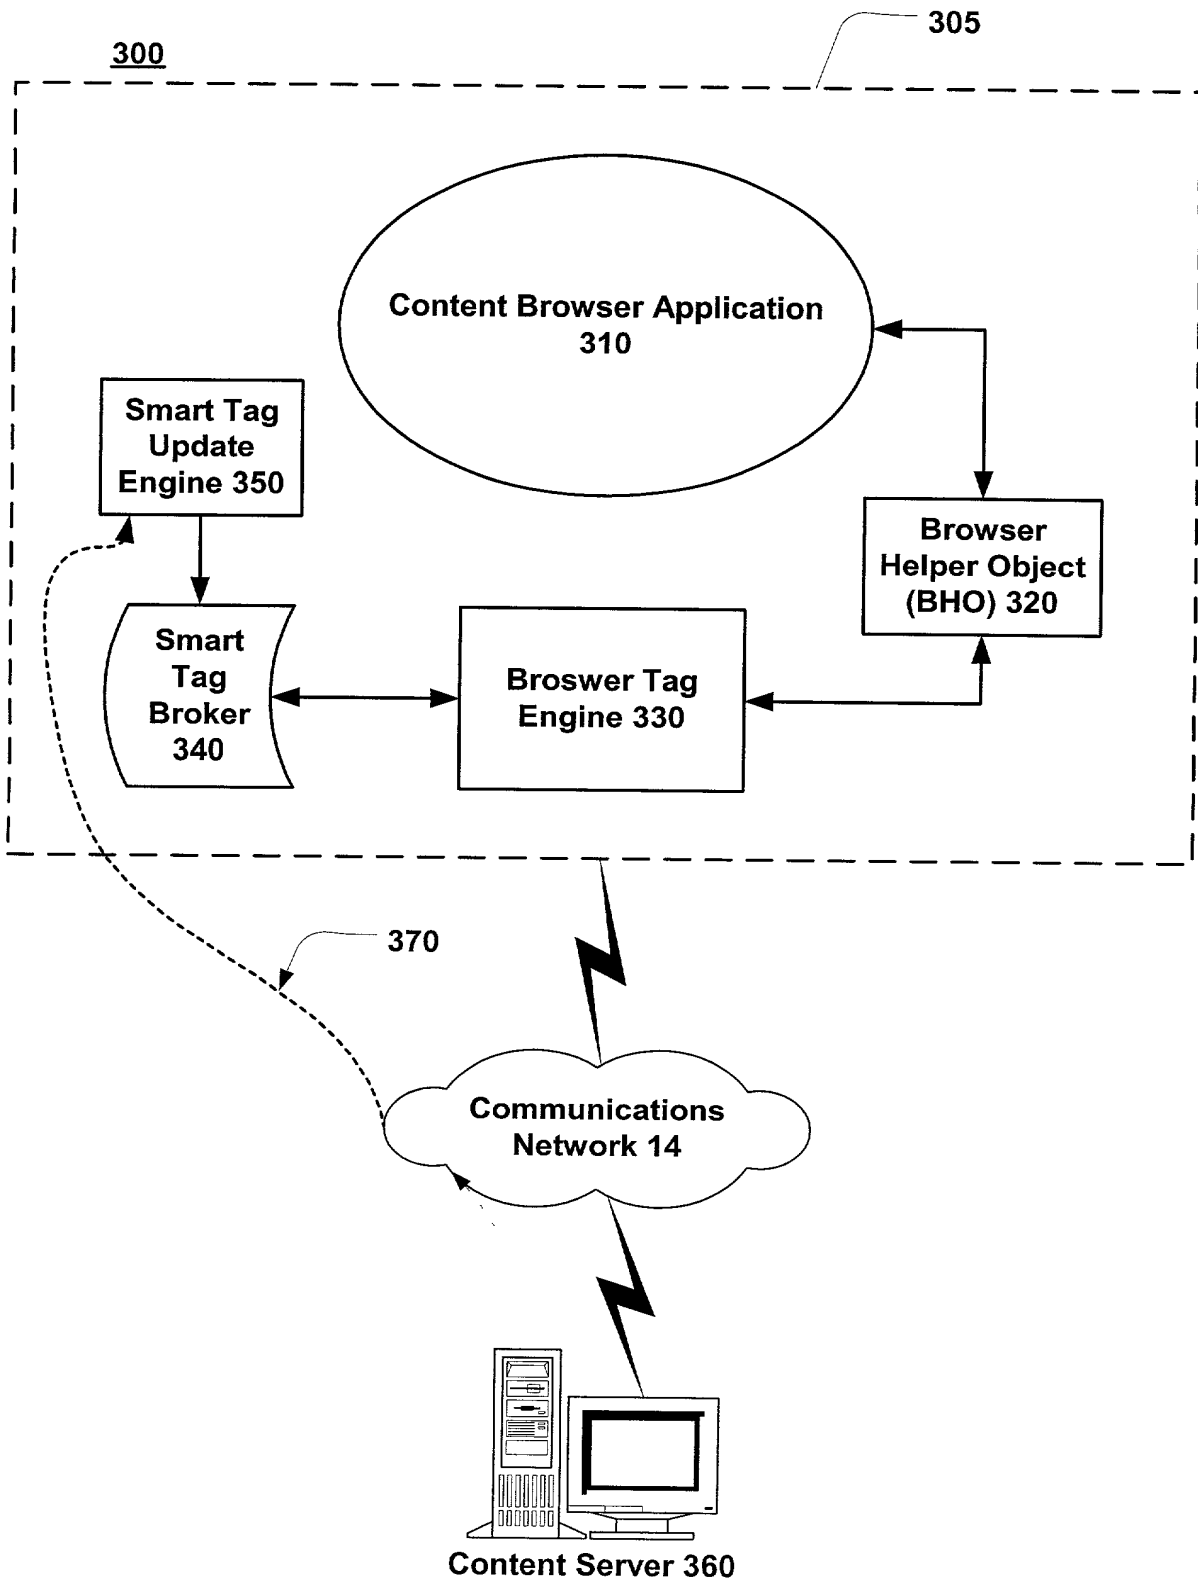 305
300
Content Browser Application
310
Smart Tag
Update
Engine 350
Browser
Helper Object
(BHO) 320
Smart
Tag
Broker
340
Broswer Tag
Engine 330
370
Communications
Network 14
Content Server 360